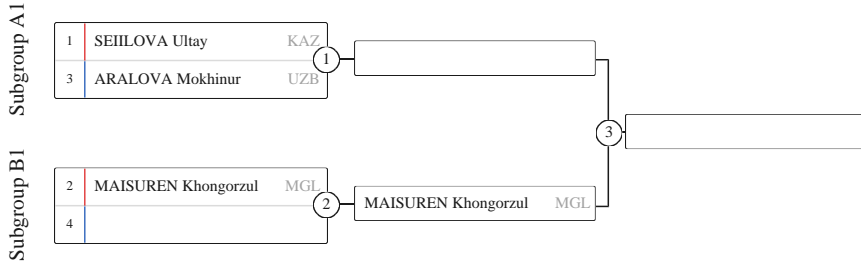 Subgroup A1
1 SEIILOVA Ultay KAZ
3 ARALOVA Mokhinur UZB
1
3
Subgroup B1
2 MAISUREN Khongorzul MGL
4
2
MAISUREN Khongorzul MGL